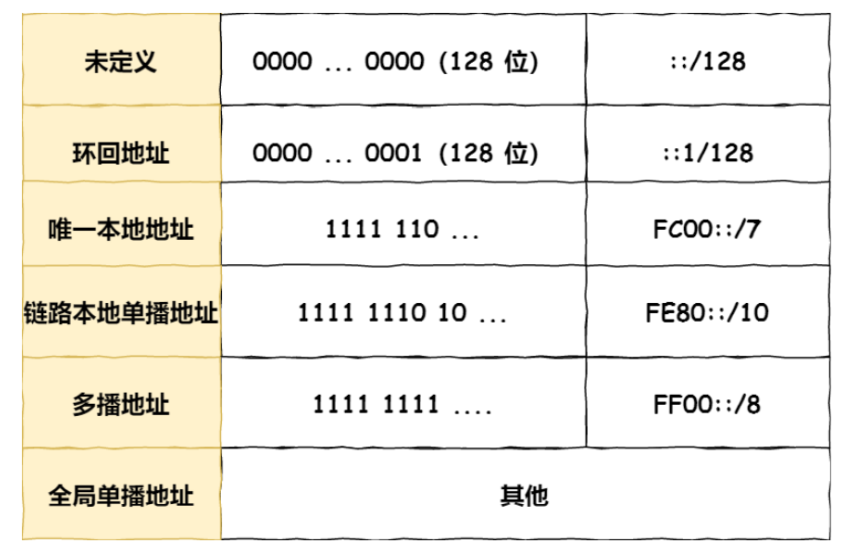 未定义 0000 ... 0000 (128 位) ::/128
环回地址 0000 ... 0001 (128 位) ::1/128
唯一本地地址 1111 110 ... FC00::/7
链路本地单播地址 1111 1110 10 ... FE80::/10
多播地址 1111 1111 .... FF00::/8
全局单播地址 其他